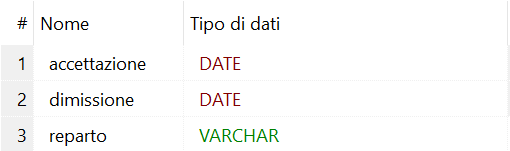 # Nome Tipo di dati
1 accettazione DATE
2 dimissione DATE
3 reparto VARCHAR